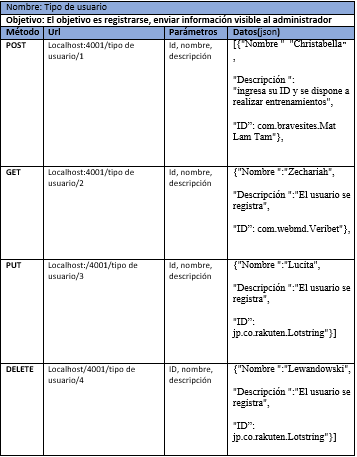 Nombre: Tipo de usuario
Objetivo: El objetivo es registrarse, enviar información visible al administrador
Método Url Parámetros Datos(json)
POST
Localhost:4001/tipo de
usuario/1
Id, nombre,
descripción
[{"Nombre " "Christabella"
,
"Descripción ":
"ingresa su ID y se dispone a
realizar entrenamientos",
"ID": com.bravesites.Mat
Lam Tam"},
GET
Localhost:4001/tipo de
usuario/2
Id, nombre,
descripción
{"Nombre ":"Zechariah",
"Descripción ":"El usuario se
registra",
"ID": com.webmd.Veribet"},
PUT
Localhost:/4001/tipo de
usuario/3
Id, nombre,
descripción
{"Nombre ":"Lucita",
"Descripción ":"El usuario se
registra",
"ID":
jp.co.rakuten.Lotstring"}
DELETE
Localhost/4001/tipo de
usuario/4
ID, nombre,
descripción
{"Nombre ":"Lewandowski",
"Descripción ":"El usuario se
registra",
"ID":
jp.co.rakuten.Lotstring"}]